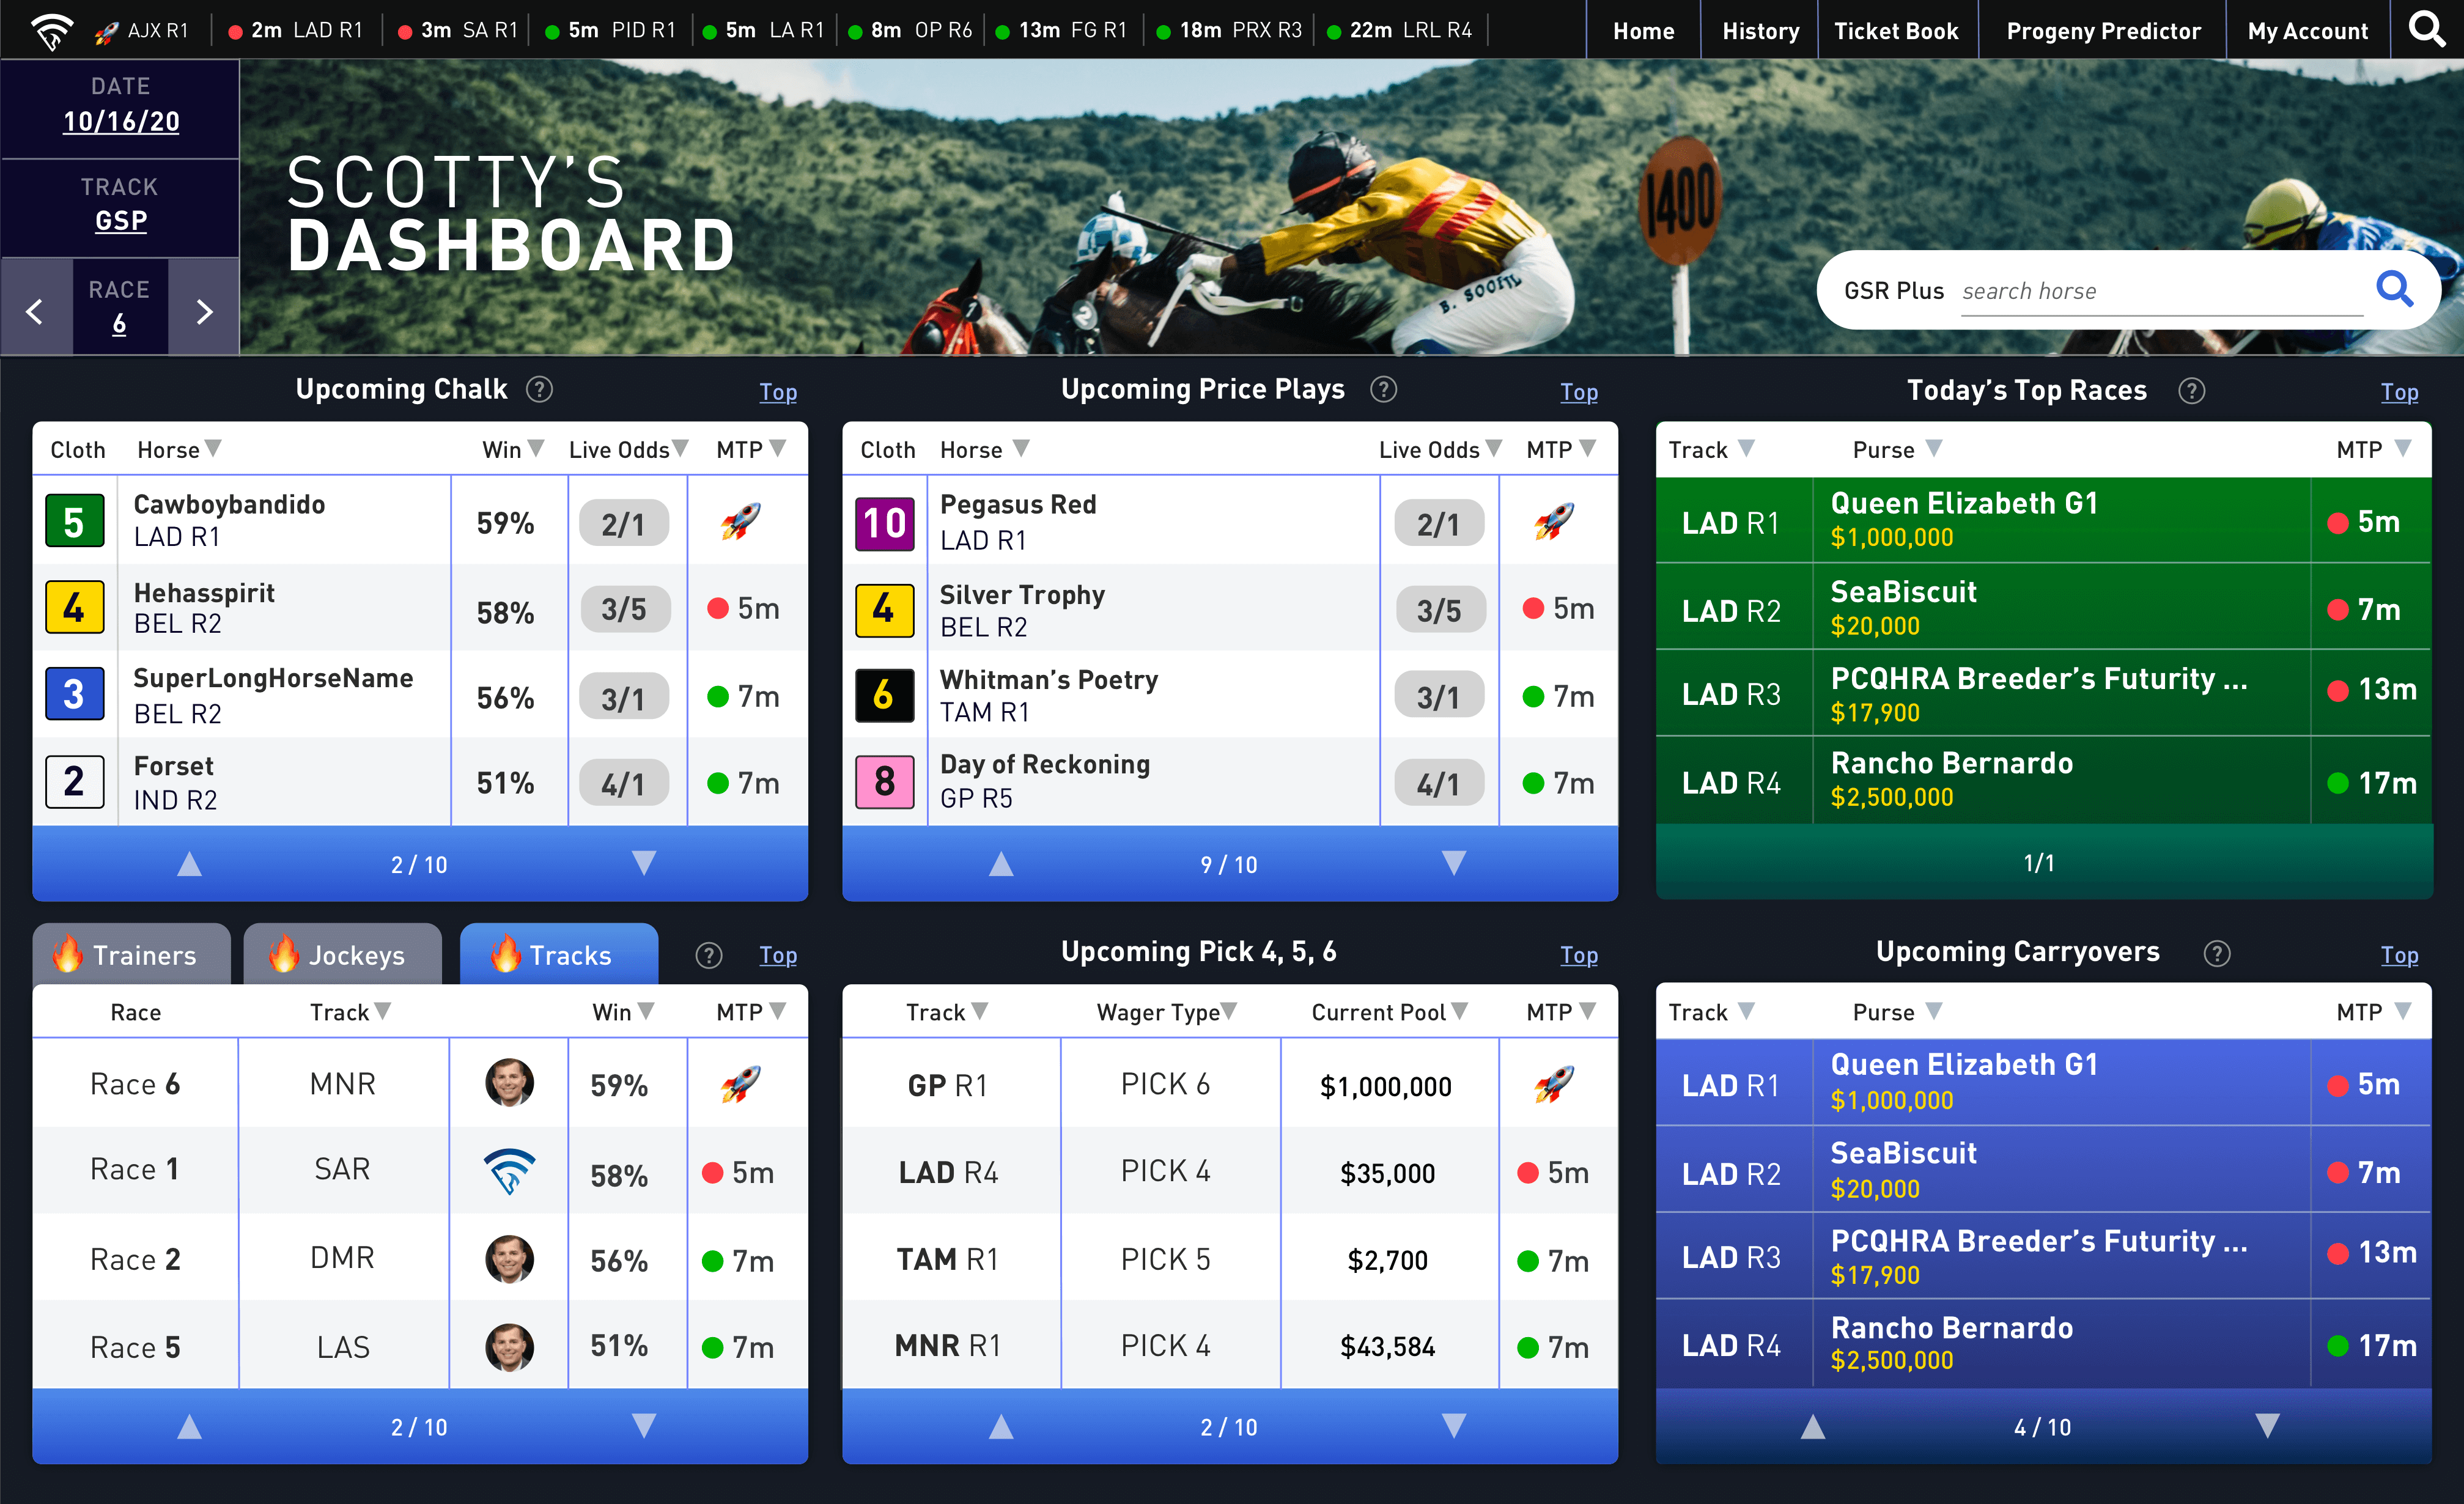 AJX R1
2m LAD R1
3m SA R1
5m PID R1
5m LA R1
8m OP R6
13m FG R1
18m PRX R3
22m LRL R4
Home
History
Ticket Book
Progeny Predictor
My Account
DATE
10/16/20
TRACK
GSP
RACE
6
SCOTTY'S
DASHBOARD
1400
B. SOOFIL
GSR Plus search horse
Upcoming Chalk ? Top
Cloth Horse Win Live Odds MTP
5 Cawboybandido 59% 2/1
LAD R1
4 Hehasspirit 58% 3/5 5m
BEL R2
3 SuperLongHorseName 56% 3/1 7m
BEL R2
2 Forset 51% 4/1 7m
IND R2
2 / 10
Upcoming Price Plays ? Top
Cloth Horse Live Odds MTP
10 Pegasus Red 2/1
LAD R1
4 Silver Trophy 3/5 5m
BEL R2
6 Whitman's Poetry 3/1 7m
TAM R1
8 Day of Reckoning 4/1 7m
GP R5
9 / 10
Today's Top Races ? Top
Track Purse MTP
LAD R1 Queen Elizabeth G1 5m
$1,000,000
LAD R2 SeaBiscuit 7m
$20,000
LAD R3 PCQHRA Breeder's Futurity ... 13m
$17,900
LAD R4 Rancho Bernardo 17m
$2,500,000
1/1
Trainers Jockeys Tracks ? Top
Race Track Win MTP
Race 6 MNR 59%
Race 1 SAR 58% 5m
Race 2 DMR 56% 7m
Race 5 LAS 51% 7m
2 / 10
Upcoming Pick 4, 5, 6 Top
Track Wager Type Current Pool MTP
GP R1 PICK 6 $1,000,000
LAD R4 PICK 4 $35,000 5m
TAM R1 PICK 5 $2,700 7m
MNR R1 PICK 4 $43,584 7m
2 / 10
Upcoming Carryovers ? Top
Track Purse MTP
LAD R1 Queen Elizabeth G1 5m
$1,000,000
LAD R2 SeaBiscuit 7m
$20,000
LAD R3 PCQHRA Breeder's Futurity ... 13m
$17,900
LAD R4 Rancho Bernardo 17m
$2,500,000
4 / 10